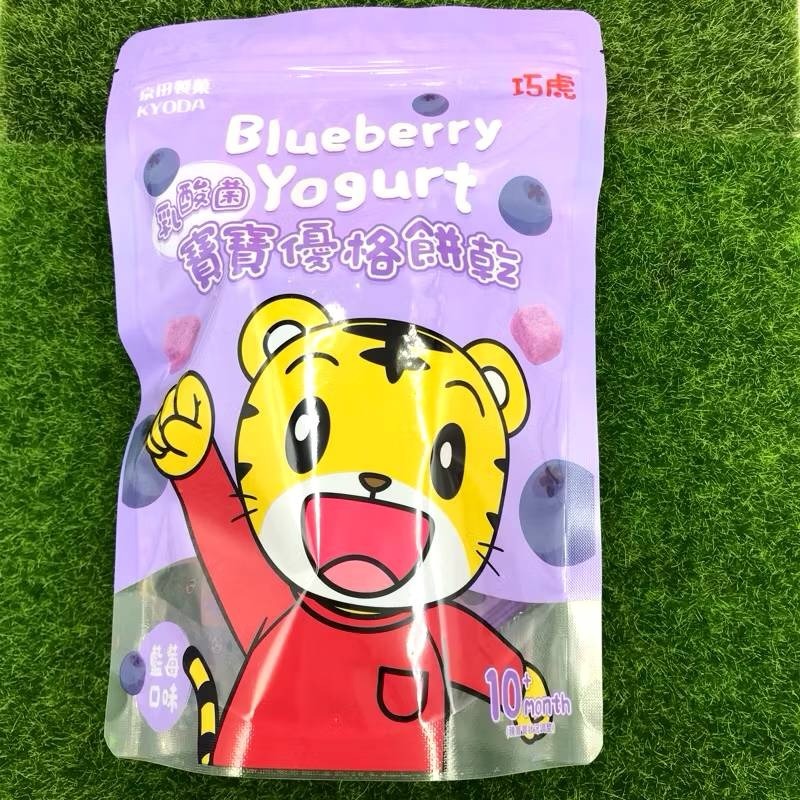 京田製菓
KYODA
巧虎
Blueberry
Yogurt
乳酸菌
寶寶優格餅乾
藍莓
口味
10+
month